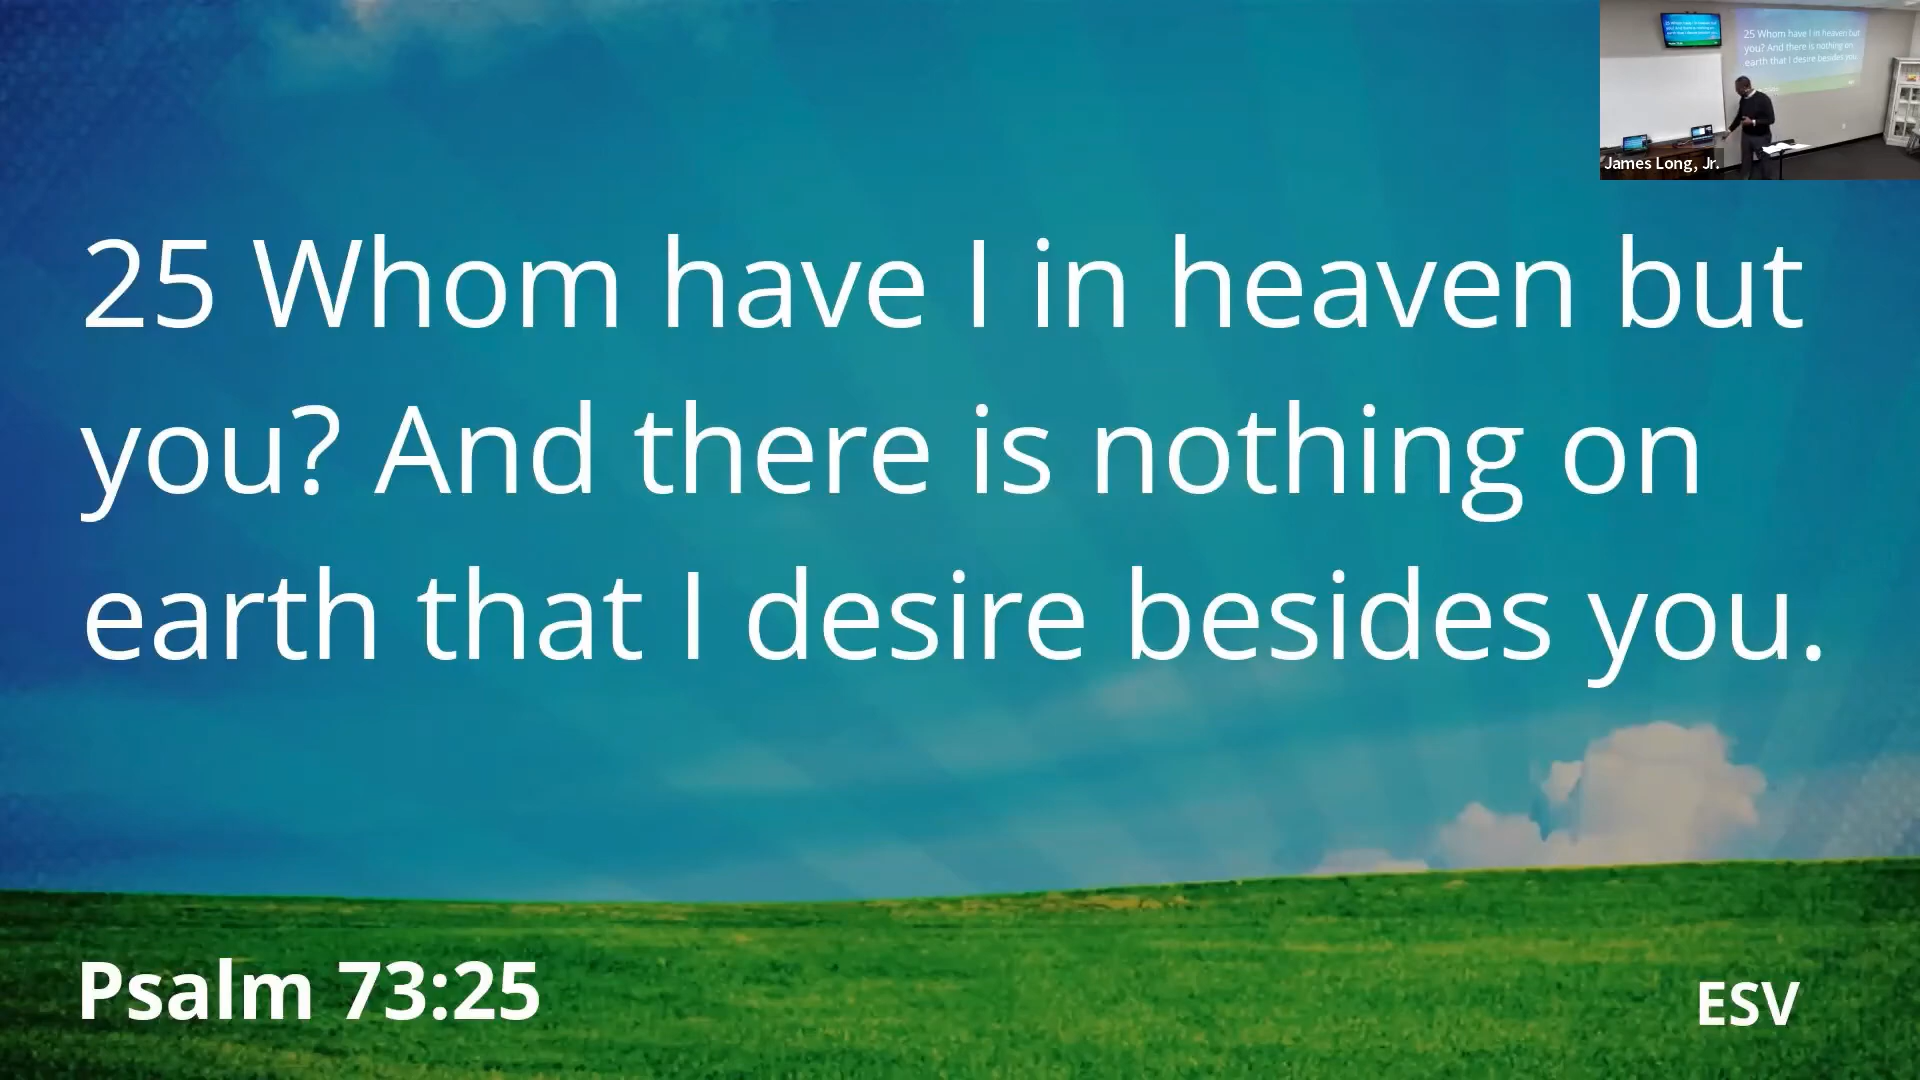 25 Whom have I in heaven but
you? And there is nothing on
earth that I desire besides you.
Psalm 73:25
ESV
25 Whom have I in heaven but
you? And there is nothing on
earth that I desire besides you.
James Long, Jr.